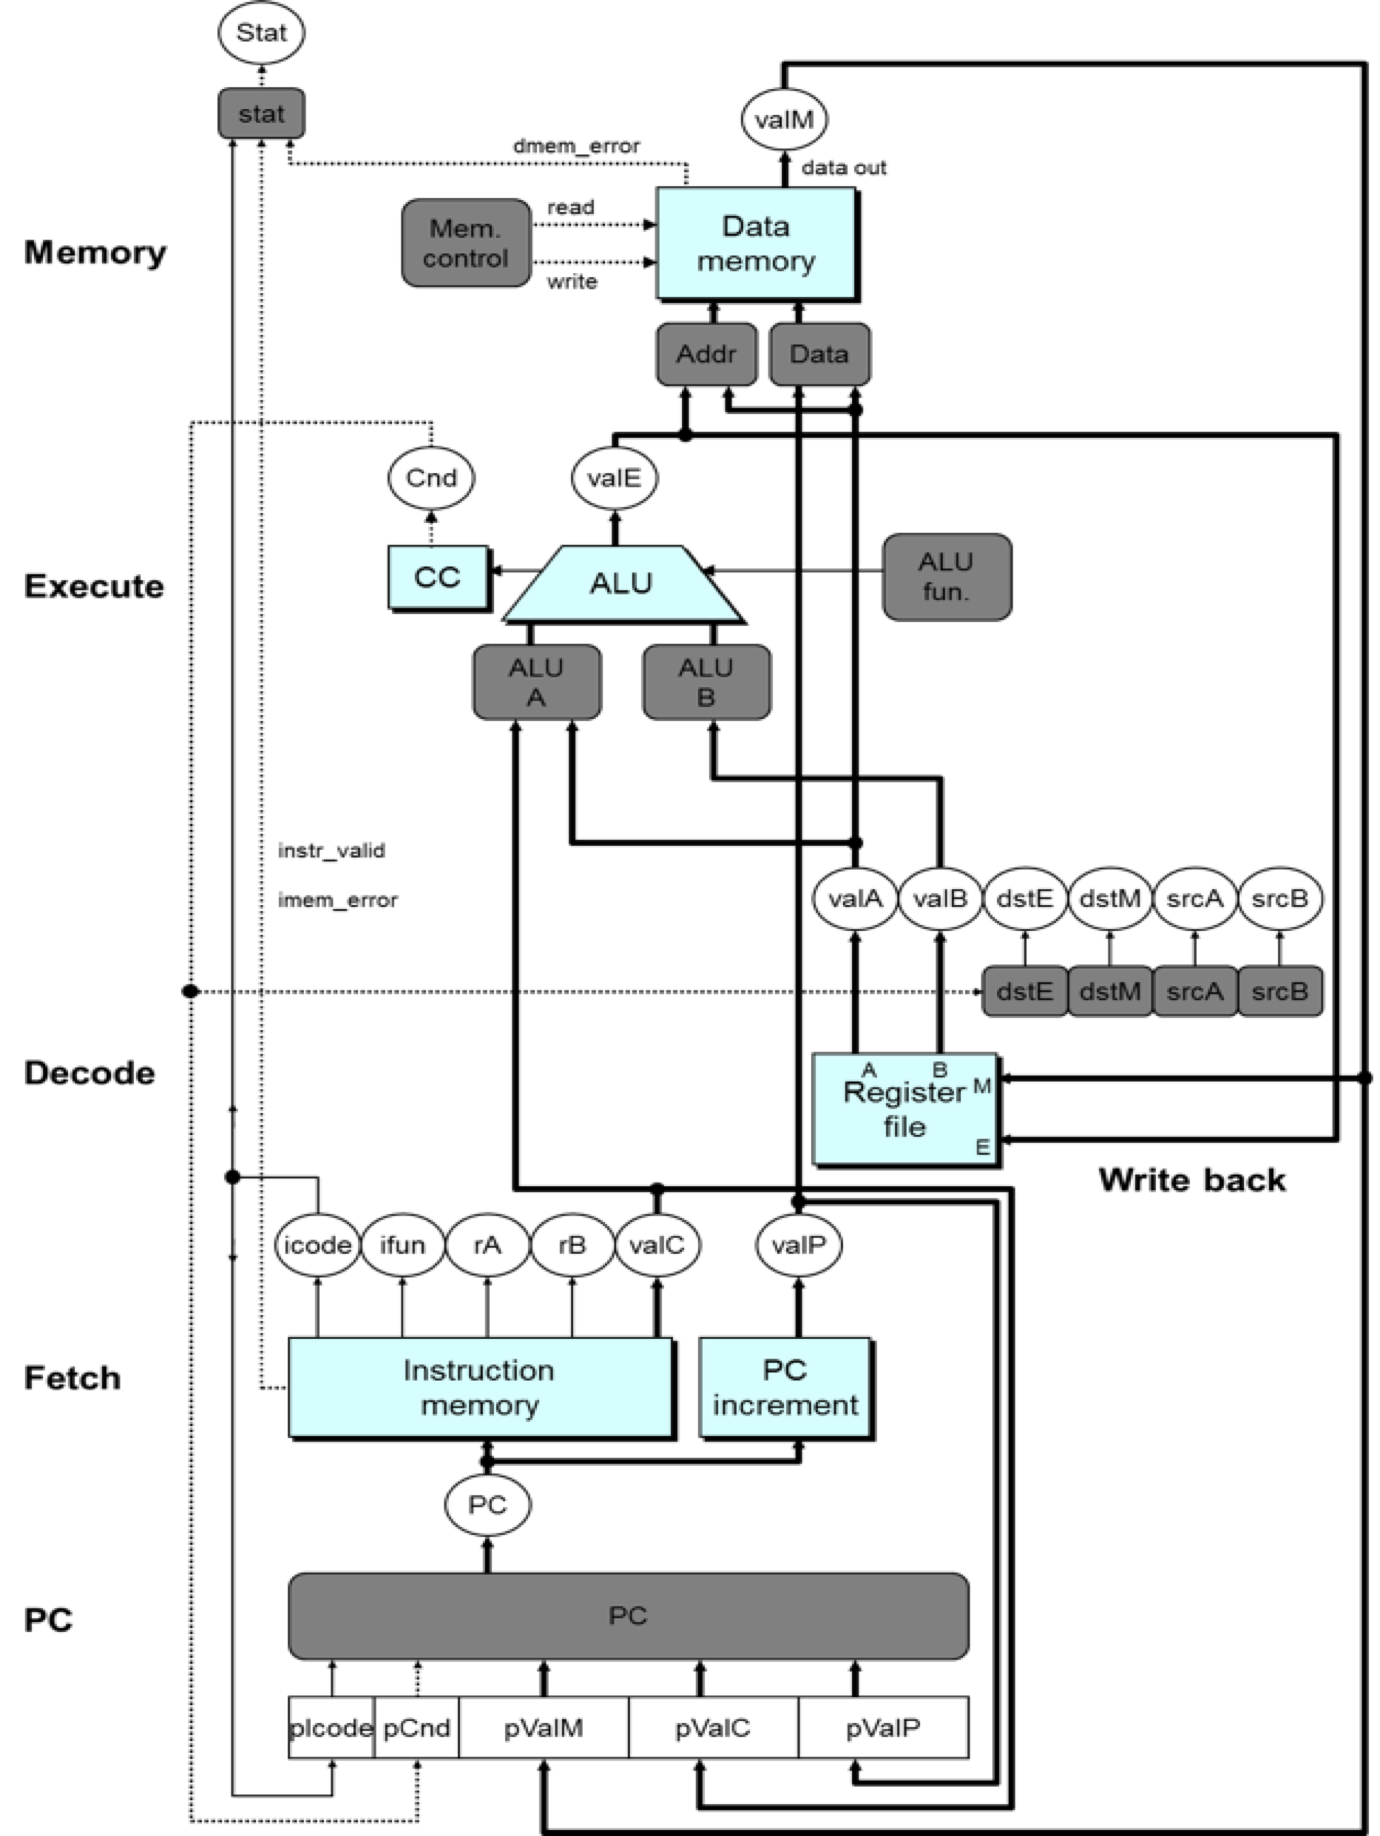 Stat
stat
valM
dmem_error
data out
read
Mem.
control
Data
memory
Memory
write
Addr
Data
Cnd
valE
CC
ALU
ALU
fun.
Execute
ALU
A
ALU
B
instr_valid
imem_error
valA
valB
dstE
dstM
srcA
srcB
dstE
dstM
srcA
srcB
Decode
A
B
M
Register
file
E
Write back
icode
ifun
rA
rB
valC
valP
Fetch
Instruction
memory
PC
increment
PC
PC
PC
pIcode
pCnd
pValM
pValC
pValP